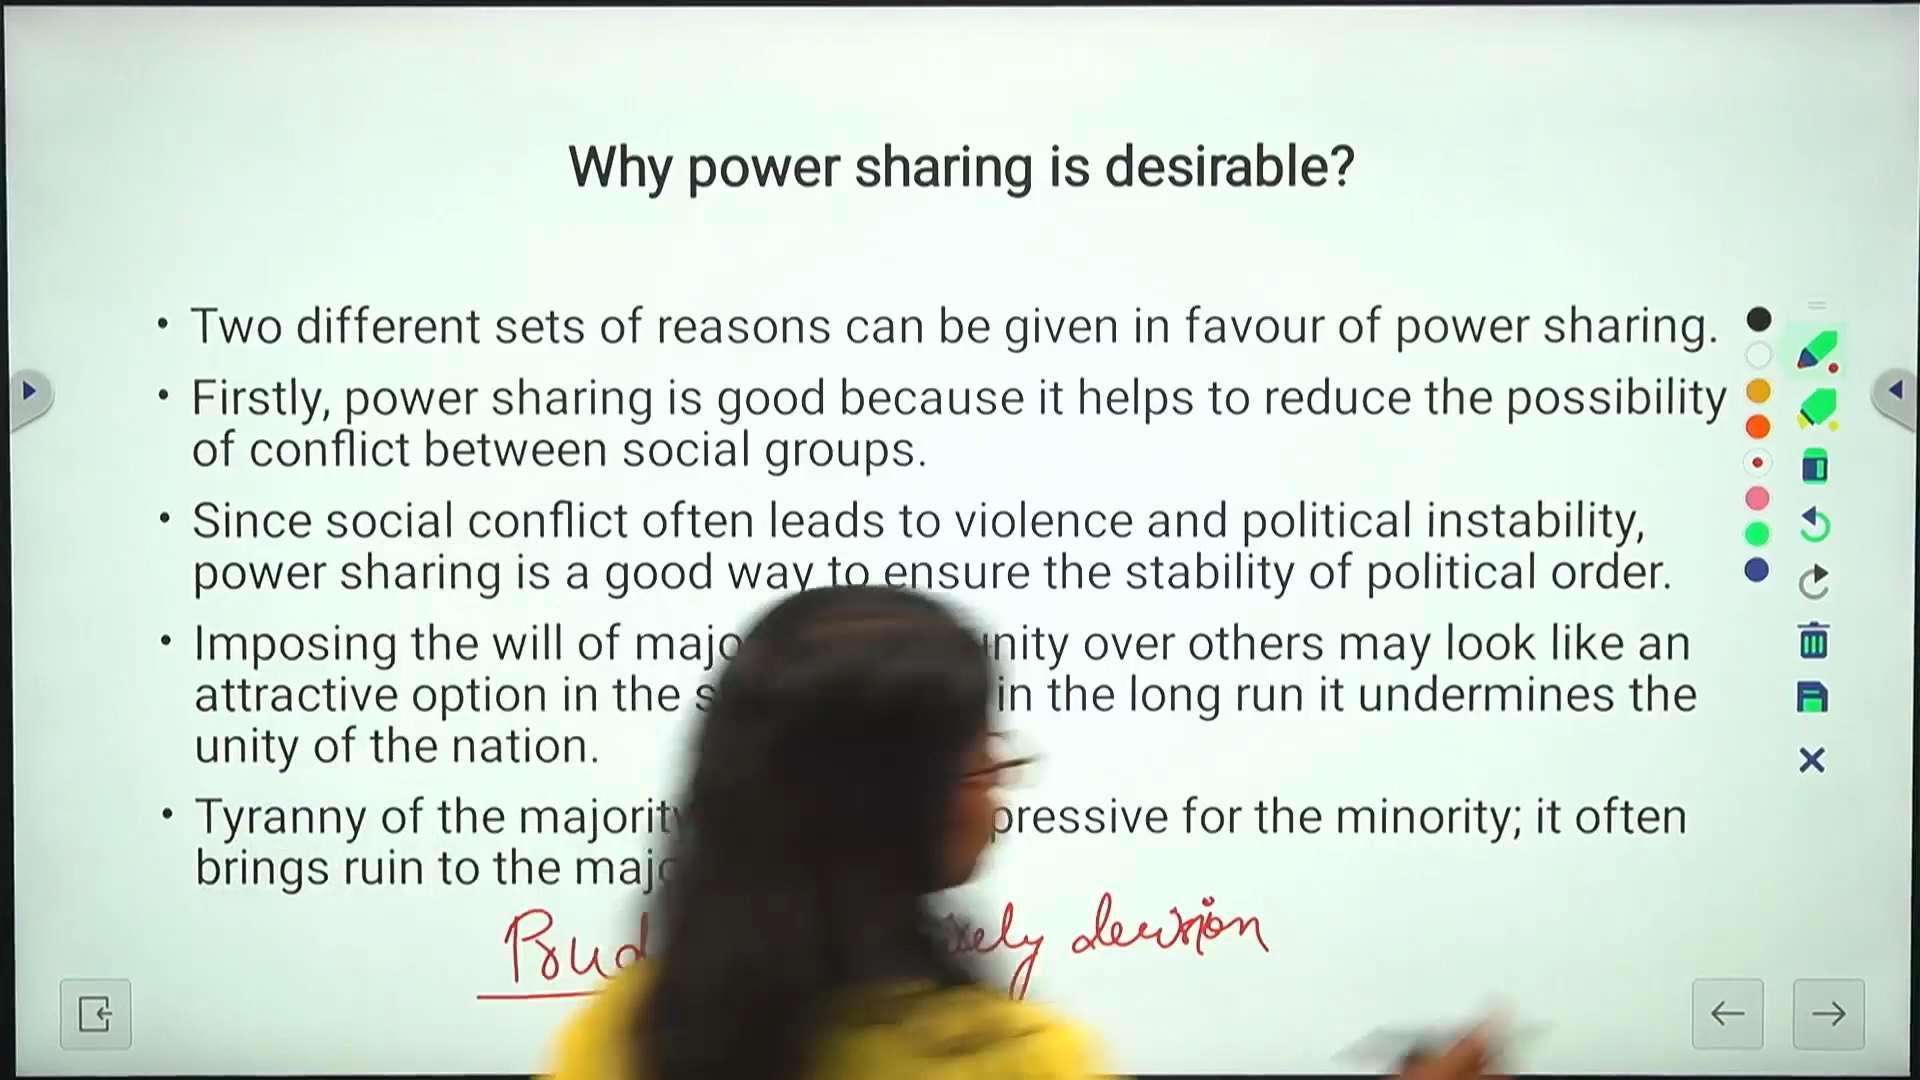 Why power sharing is desirable?
• Two different sets of reasons can be given in favour of power sharing.
• Firstly, power sharing is good because it helps to reduce the possibility
of conflict between social groups.
• Since social conflict often leads to violence and political instability,
power sharing is a good way to ensure the stability of political order.
• Imposing the will of over others may look like an
attractive option in the in the long run it undermines the
unity of the nation.
• Tyranny of the majority for the minority; it often
brings ruin to the
decision